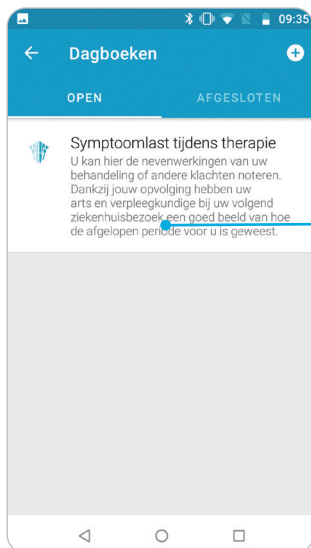 09:35
Dagboeken
OPEN AFGESLOTEN
Symptoomlast tijdens therapie
U kan hier de nevenwerkingen van uw
behandeling of andere klachten noteren.
Dankzij jouw opvolging hebben uw
arts en verpleegkundige bij uw volgend
ziekenhuisbezoek een goed beeld van hoe
de afgelopen periode voor u is geweest.